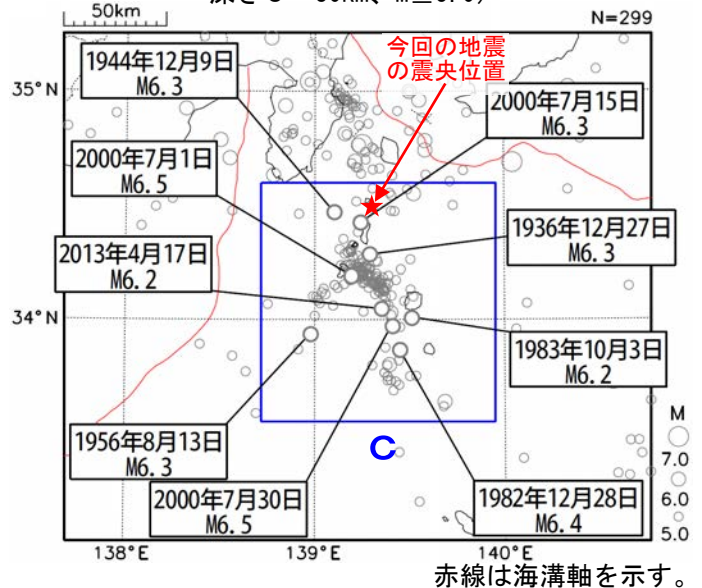 50km
N=299
今回の地震
の震央位置
35°N
1944年12月9日
M6.3
2000年7月15日
M6.3
2000年7月1日
M6.5
1936年12月27日
M6.3
2013年4月17日
M6.2
34°N
1983年10月3日
M6.2
1956年8月13日
M6.3
C
2000年7月30日
M6.5
1982年12月28日
M6.4
M
7.0
6.0
5.0
138°E
139°E
140°E
赤線は海溝軸を示す。